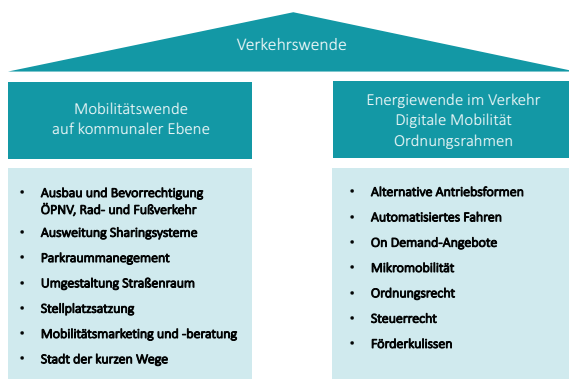 Verkehrswende
Mobilitätswende
auf kommunaler Ebene
• Ausbau und Bevorrechtigung
ÖPNV, Rad- und Fußverkehr
• Ausweitung Sharingsysteme
• Parkraummanegement
• Umgestaltung Straßenraum
• Stellplatzsatzung
• Mobilitätsmarketing und -beratung
• Stadt der kurzen Wege
Energiewende im Verkehr
Digitale Mobilität
Ordnungsrahmen
• Alternative Antriebsformen
• Automatisiertes Fahren
• On Demand-Angebote
• Mikromobilität
• Ordnungsrecht
• Steuerrecht
• Förderkulissen